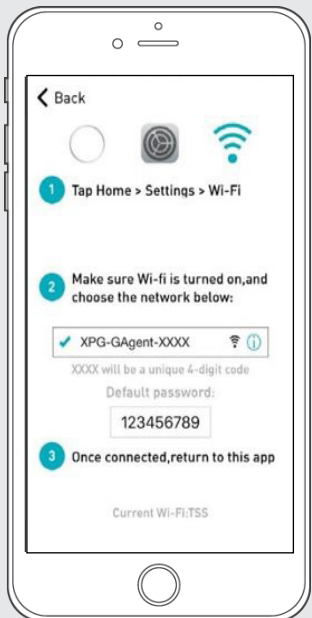 Back
1 Tap Home > Settings > Wi-Fi
2 Make sure Wi-fi is turned on,and
choose the network below:
✓ XPG-GAgent-XXXX
XXXX will be a unique 4-digit code
Default password:
123456789
3 Once connected,return to this app
Current Wi-Fi:TSS